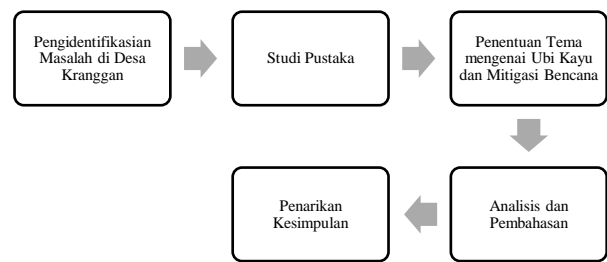 Pengidentifikasian
Masalah di Desa
Kranggan
Studi Pustaka
Penentuan Tema
mengenai Ubi Kayu
dan Mitigasi Bencana
Analisis dan
Pembahasan
Penarikan
Kesimpulan